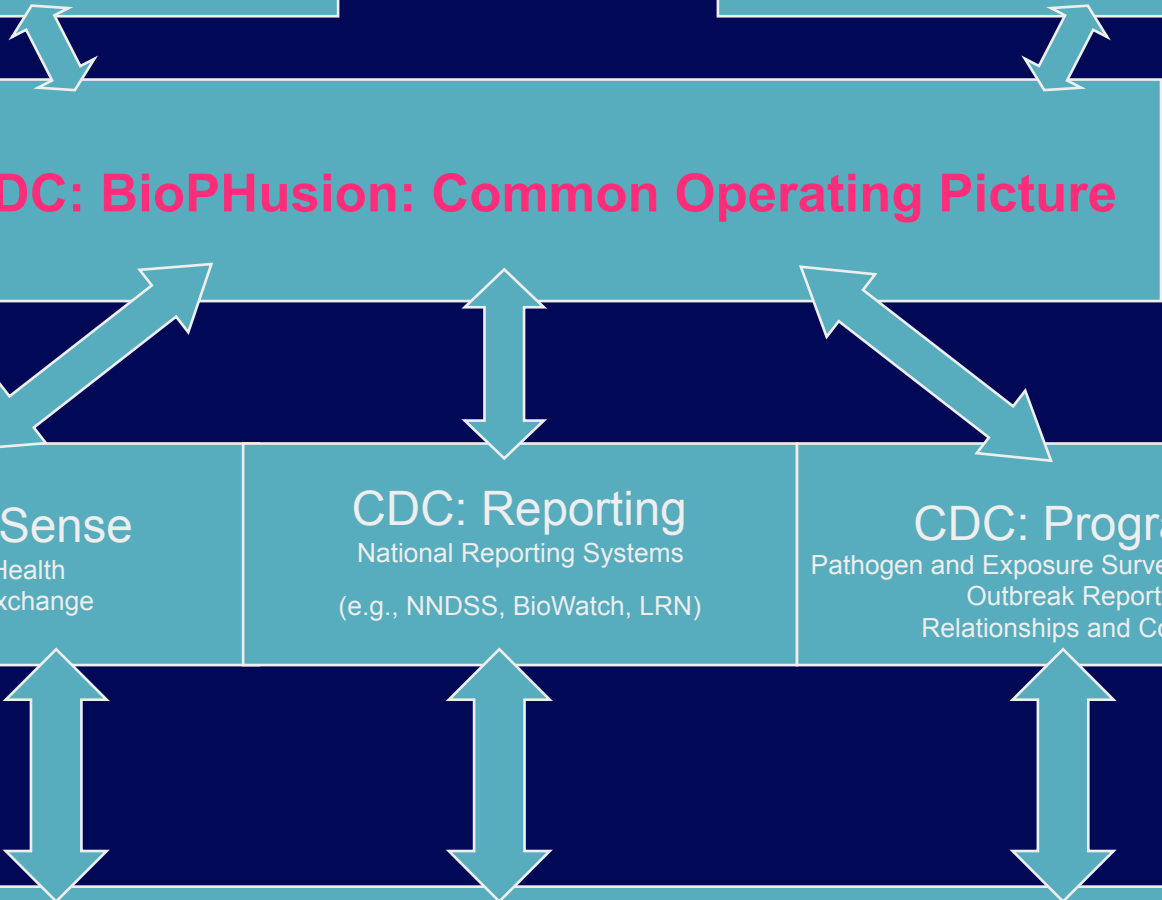 DC: BioPHusion: Common Operating Picture
Sense
Health
xchange
CDC: Reporting
National Reporting Systems
(e.g., NNDSS, BioWatch, LRN)
CDC: Progra
Pathogen and Exposure Surve
Outbreak Report
Relationships and Co